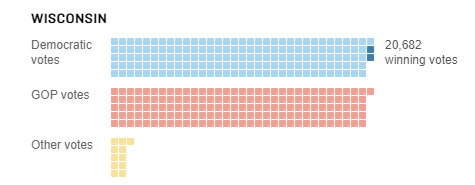 WISCONSIN
Democratic
votes
20,682
winning votes
GOP votes
Other votes